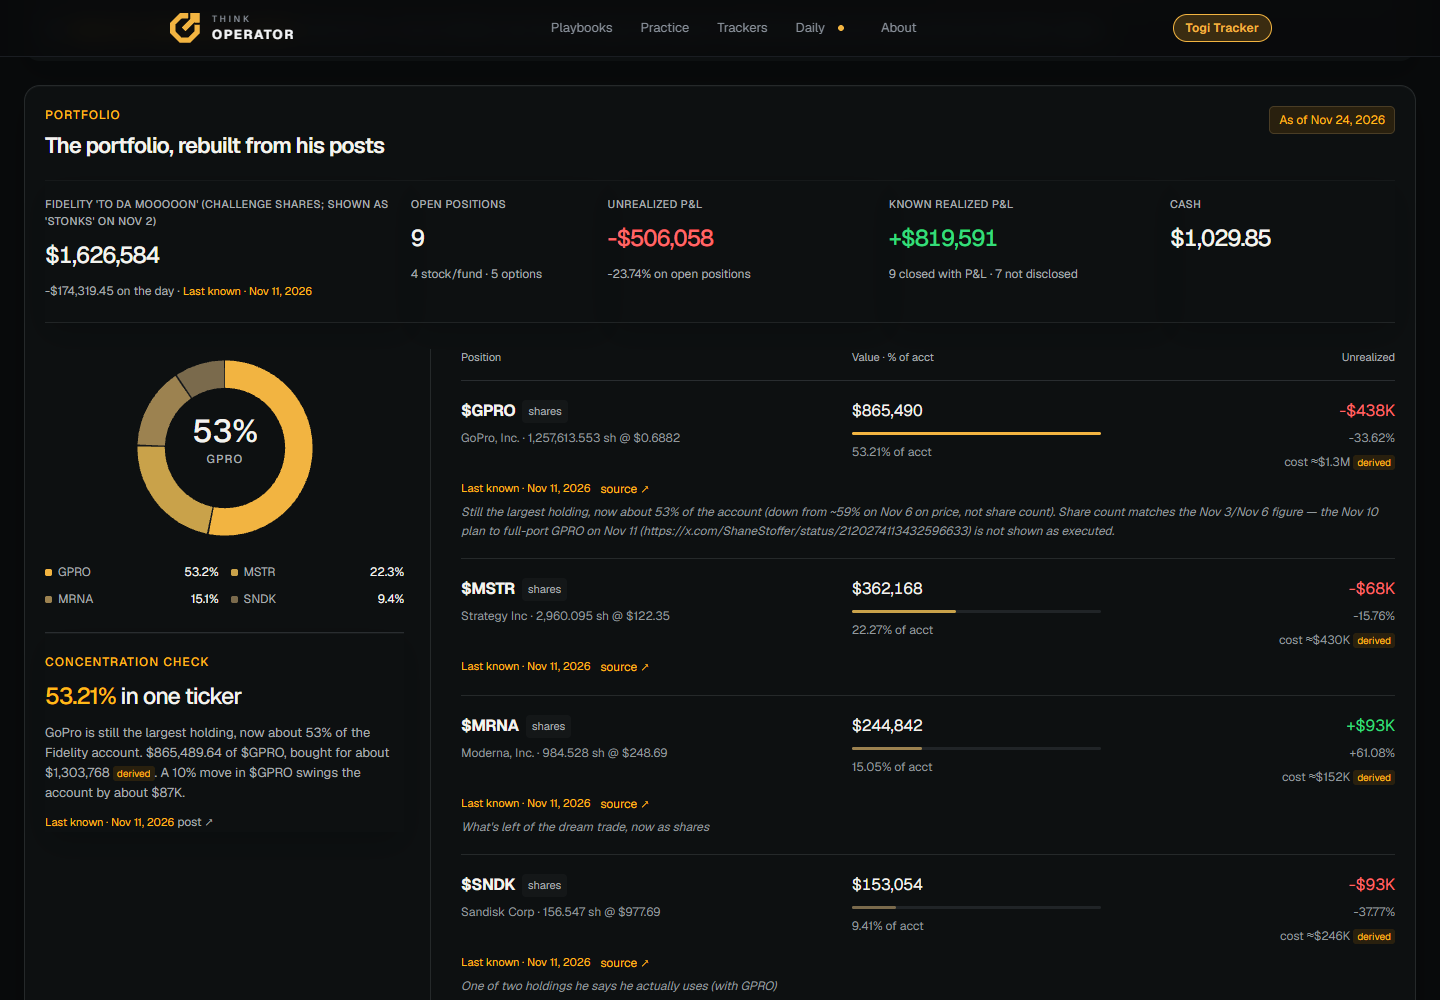 THINK
OPERATOR
Playbooks
Practice
Trackers
Daily
About
Togi Tracker
PORTFOLIO
The portfolio, rebuilt from his posts
As of Nov 24, 2026
FIDELITY 'TO DA MOOOOON' (CHALLENGE SHARES; SHOWN AS
'STONKS' ON NOV 2)
$1,626,584
-$174,319.45 on the day · Last known · Nov 11, 2026
OPEN POSITIONS
9
4 stock/fund · 5 options
UNREALIZED P&L
-$506,058
-23.74% on open positions
KNOWN REALIZED P&L
+$819,591
9 closed with P&L · 7 not disclosed
CASH
$1,029.85
53%
GPRO
GPRO 53.2%
MSTR 22.3%
MRNA 15.1%
SNDK 9.4%
CONCENTRATION CHECK
53.21% in one ticker
GoPro is still the largest holding, now about 53% of the
Fidelity account. $865,489.64 of $GPRO, bought for about
$1,303,768 derived. A 10% move in $GPRO swings the
account by about $87K.
Last known · Nov 11, 2026 post ↗
Position
Value · % of acct
Unrealized
$GPRO shares
$865,490
-$438K
GoPro, Inc. · 1,257,613.553 sh @ $0.6882
-33.62%
53.21% of acct
cost ≈$1.3M derived
Last known · Nov 11, 2026 source ↗
Still the largest holding, now about 53% of the account (down from ~59% on Nov 6 on price, not share count). Share count matches the Nov 3/Nov 6 figure — the Nov 10
plan to full-port GPRO on Nov 11 (https://x.com/ShaneStoffer/status/2120274113432596633) is not shown as executed.
$MSTR shares
$362,168
-$68K
Strategy Inc · 2,960.095 sh @ $122.35
-15.76%
22.27% of acct
cost ≈$430K derived
Last known · Nov 11, 2026 source ↗
$MRNA shares
$244,842
+$93K
Moderna, Inc. · 984.528 sh @ $248.69
+61.08%
15.05% of acct
cost ≈$152K derived
Last known · Nov 11, 2026 source ↗
What's left of the dream trade, now as shares
$SNDK shares
$153,054
-$93K
Sandisk Corp · 156.547 sh @ $977.69
-37.77%
9.41% of acct
cost ≈$246K derived
Last known · Nov 11, 2026 source ↗
One of two holdings he says he actually uses (with GPRO)